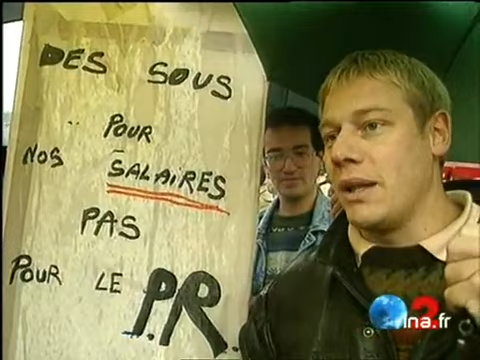 DES SOUS
POUR
NOS SALAIRES
PAS
POUR LE P.R.
2
ina.fr